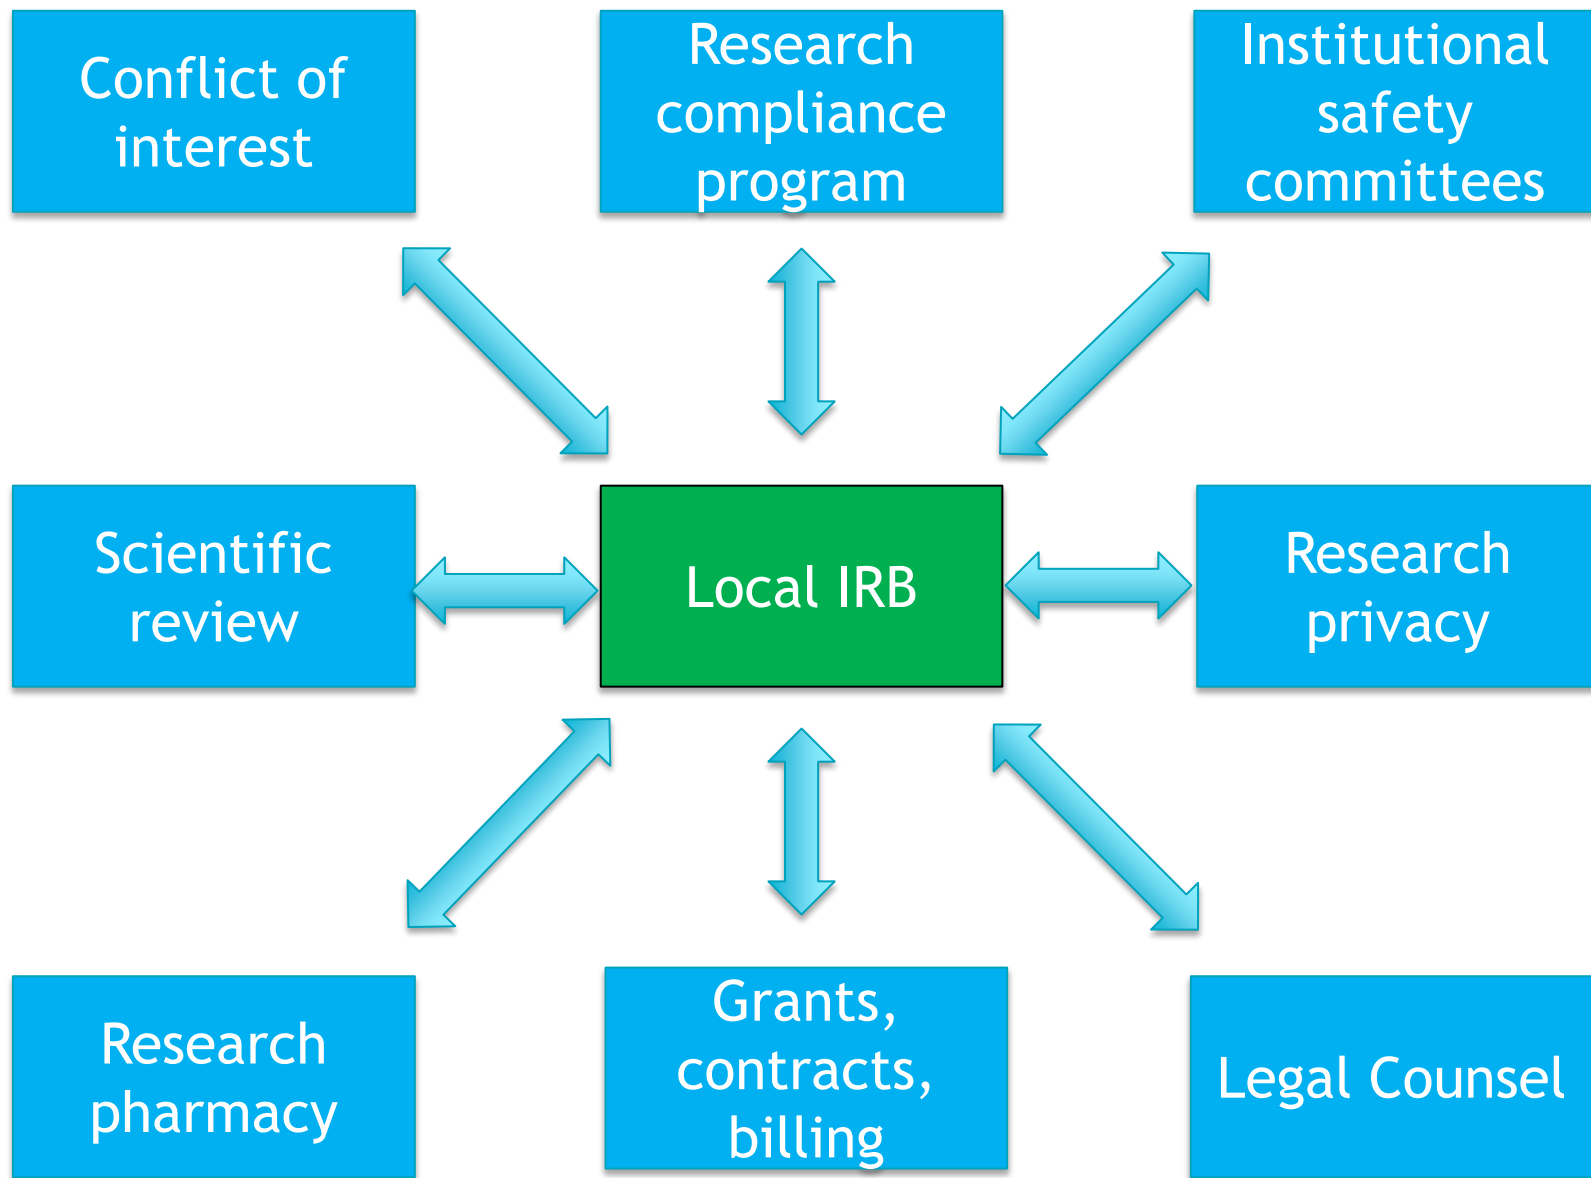 Conflict of
interest
Research
compliance
program
Institutional
safety
committees
Scientific
review
Local IRB
Research
privacy
Research
pharmacy
Grants,
contracts,
billing
Legal Counsel